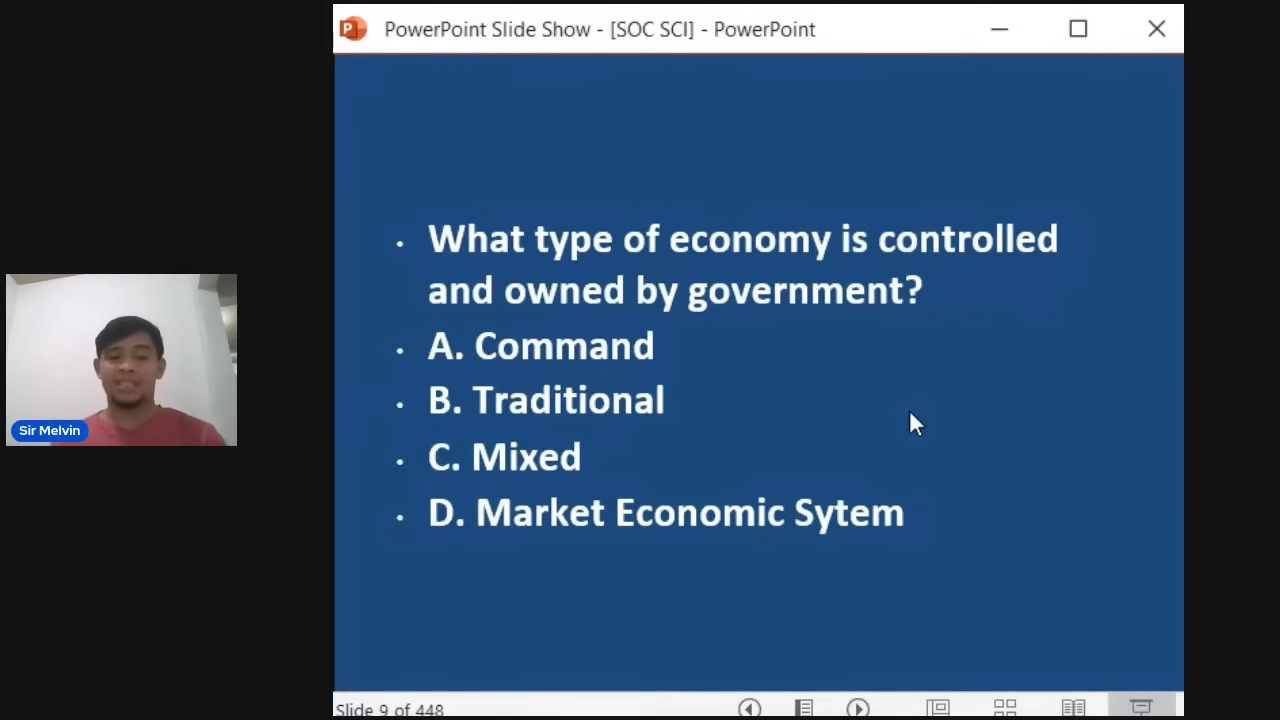 PowerPoint Slide Show - [SOC SCI] - PowerPoint
• What type of economy is controlled
and owned by government?
• A. Command
• B. Traditional
• C. Mixed
• D. Market Economic Sytem
Sir Melvin
Slide 9 of 448